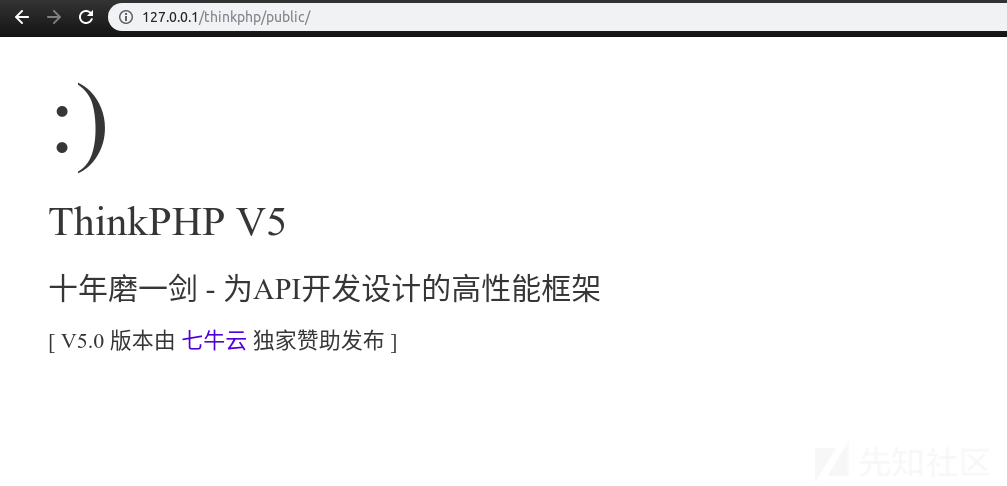 127.0.0.1/thinkphp/public/
:)
ThinkPHP V5
十年磨一剑 - 为API开发设计的高性能框架
[ V5.0 版本由 七牛云 独家赞助发布 ]
先知社区